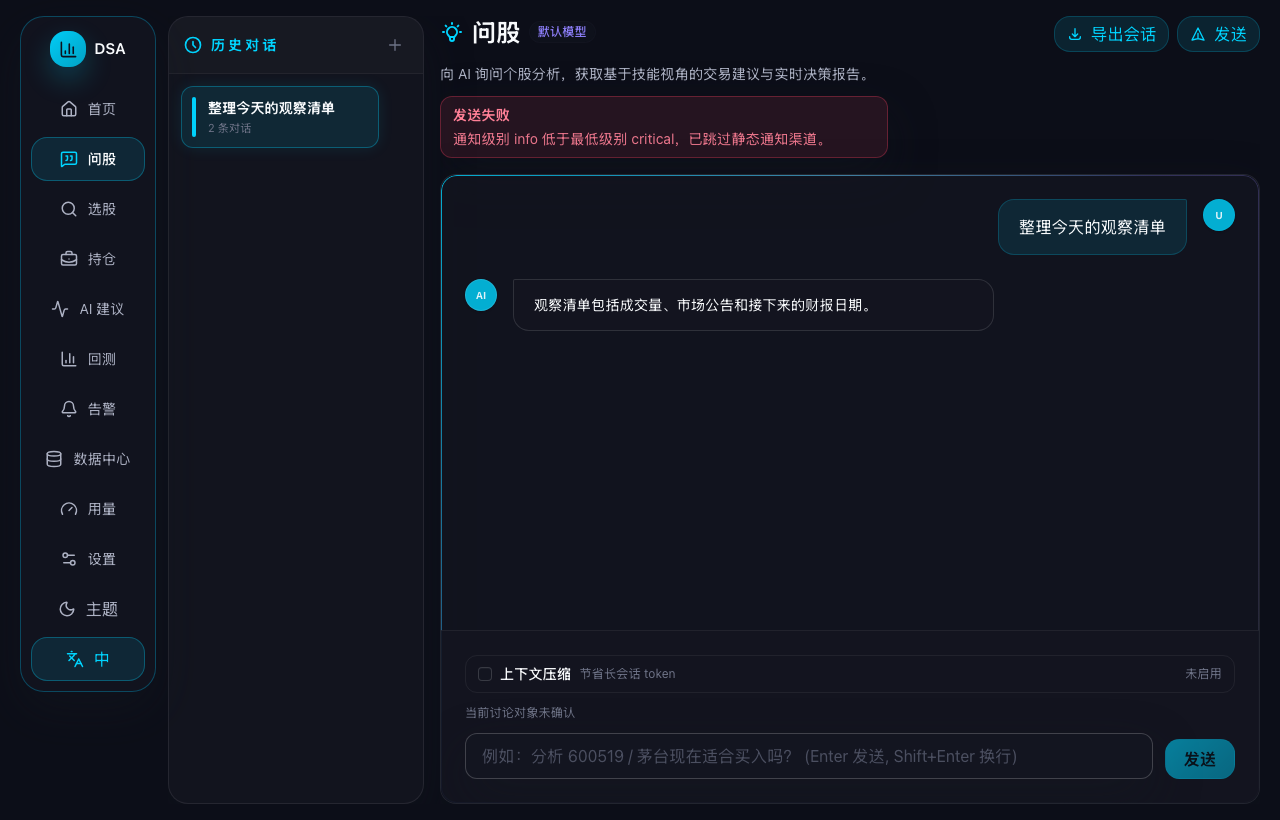 DSA
首页
问股
选股
持仓
AI 建议
回测
告警
数据中心
用量
设置
主题
中
历史对话
整理今天的观察清单
2 条对话
问股
默认模型
导出会话
发送
向 AI 询问个股分析，获取基于技能视角的交易建议与实时决策报告。
发送失败
通知级别 info 低于最低级别 critical，已跳过静态通知渠道。
整理今天的观察清单
U
AI
观察清单包括成交量、市场公告和接下来的财报日期。
上下文压缩
节省长会话 token
未启用
当前讨论对象未确认
例如：分析 600519 / 茅台现在适合买入吗？ (Enter 发送, Shift+Enter 换行)
发送